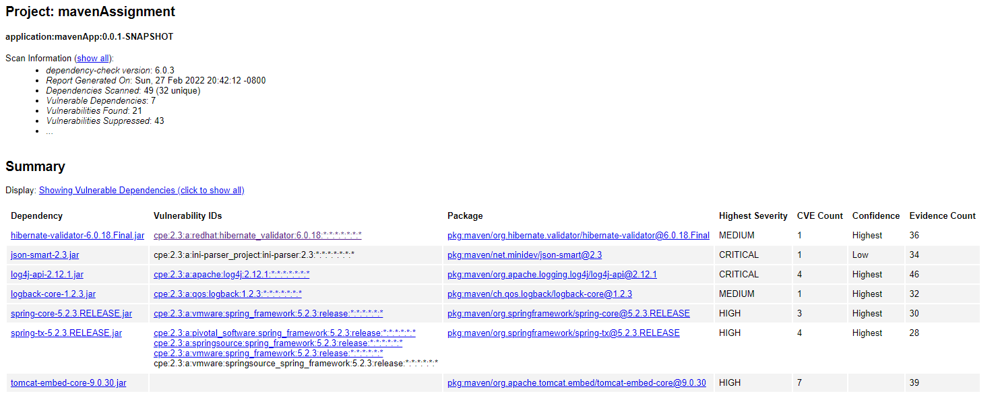 Project: mavenAssignment
application:mavenApp:0.0.1-SNAPSHOT
Scan Information (show all):
• dependency-check version: 6.0.3
• Report Generated On: Sun, 27 Feb 2022 20:42:12 -0800
• Dependencies Scanned: 49 (32 unique)
• Vulnerable Dependencies: 7
• Vulnerabilities Found: 21
• Vulnerabilities Suppressed: 43
• ...
Summary
Display: Showing Vulnerable Dependencies (click to show all)
Dependency Vulnerability IDs Package Highest Severity CVE Count Confidence Evidence Count
hibernate-validator-6.0.18.Final.jar cpe:2.3:a:redhat:hibernate_validator:6.0.18:*:*:*:*:*:*:* pkg:maven/org.hibernate.validator/hibernate-validator@6.0.18.Final MEDIUM 1 Highest 36
json-smart-2.3.jar cpe:2.3:a:ini-parser_project:ini-parser:2.3:*:*:*:*:*:*:* pkg:maven/net.minidev/json-smart@2.3 CRITICAL 1 Low 34
log4j-api-2.12.1.jar cpe:2.3:a:apache:log4j:2.12.1:*:*:*:*:*:*:* pkg:maven/org.apache.logging.log4j/log4j-api@2.12.1 CRITICAL 4 Highest 46
logback-core-1.2.3.jar cpe:2.3:a:qos:logback:1.2.3:*:*:*:*:*:*:* pkg:maven/ch.qos.logback/logback-core@1.2.3 MEDIUM 1 Highest 32
spring-core-5.2.3.RELEASE.jar cpe:2.3:a:vmware:spring_framework:5.2.3:release:*:*:*:*:*:* pkg:maven/org.springframework/spring-core@5.2.3.RELEASE HIGH 3 Highest 30
spring-tx-5.2.3.RELEASE.jar cpe:2.3:a:pivotal_software:spring_framework:5.2.3:release:*:*:*:*:*:* pkg:maven/org.springframework/spring-tx@5.2.3.RELEASE HIGH 4 Highest 28
cpe:2.3:a:springsource:spring_framework:5.2.3:release:*:*:*:*:*:*
cpe:2.3:a:vmware:spring_framework:5.2.3:release:*:*:*:*:*:*
cpe:2.3:a:vmware:springsource_spring_framework:5.2.3:release:*:*:*:*:*:*
tomcat-embed-core-9.0.30.jar pkg:maven/org.apache.tomcat.embed/tomcat-embed-core@9.0.30 HIGH 7 39